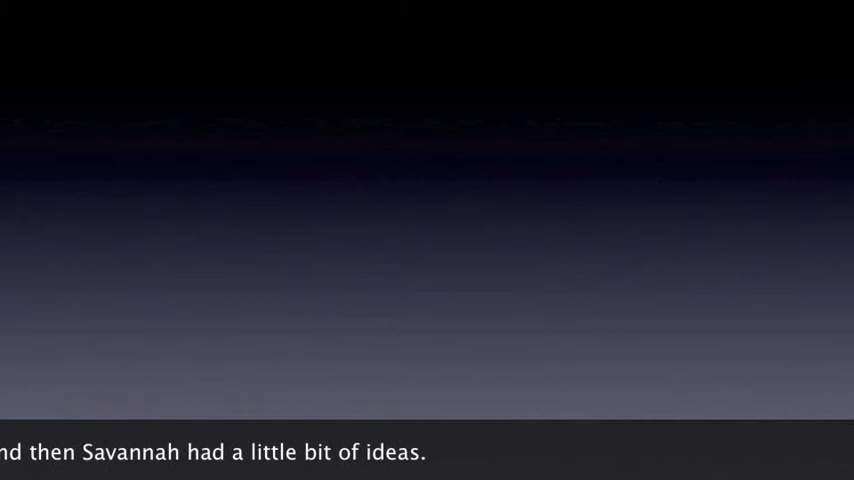 nd then Savannah had a little bit of ideas.